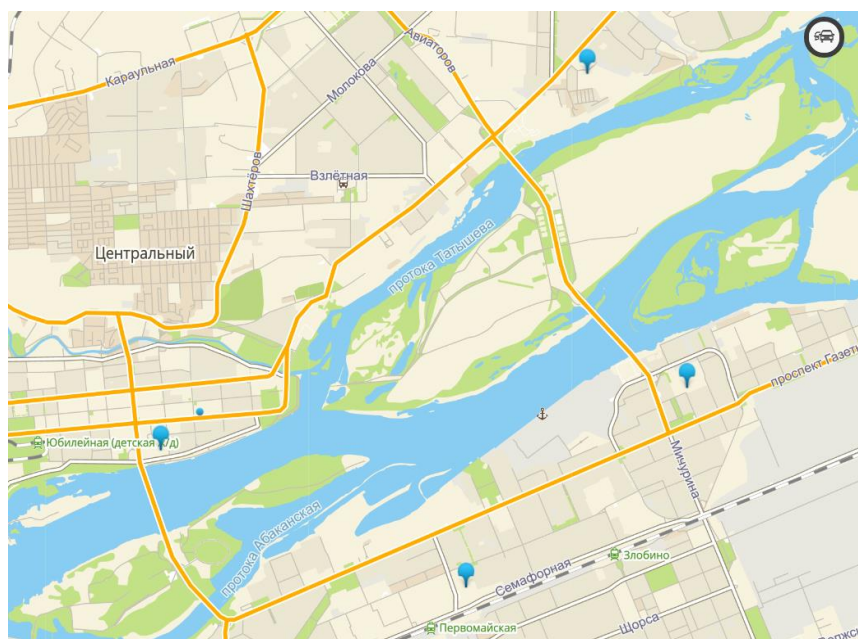 Авиаторов
Караульная
Молокова
Шахтёров
Взлётная
Центральный
протока Татышева
проспект Газеты
Юбилейная (детская ж/д)
Мичурина
протока Абаканская
Злобино
Семафорная
Щорса
Первомайская